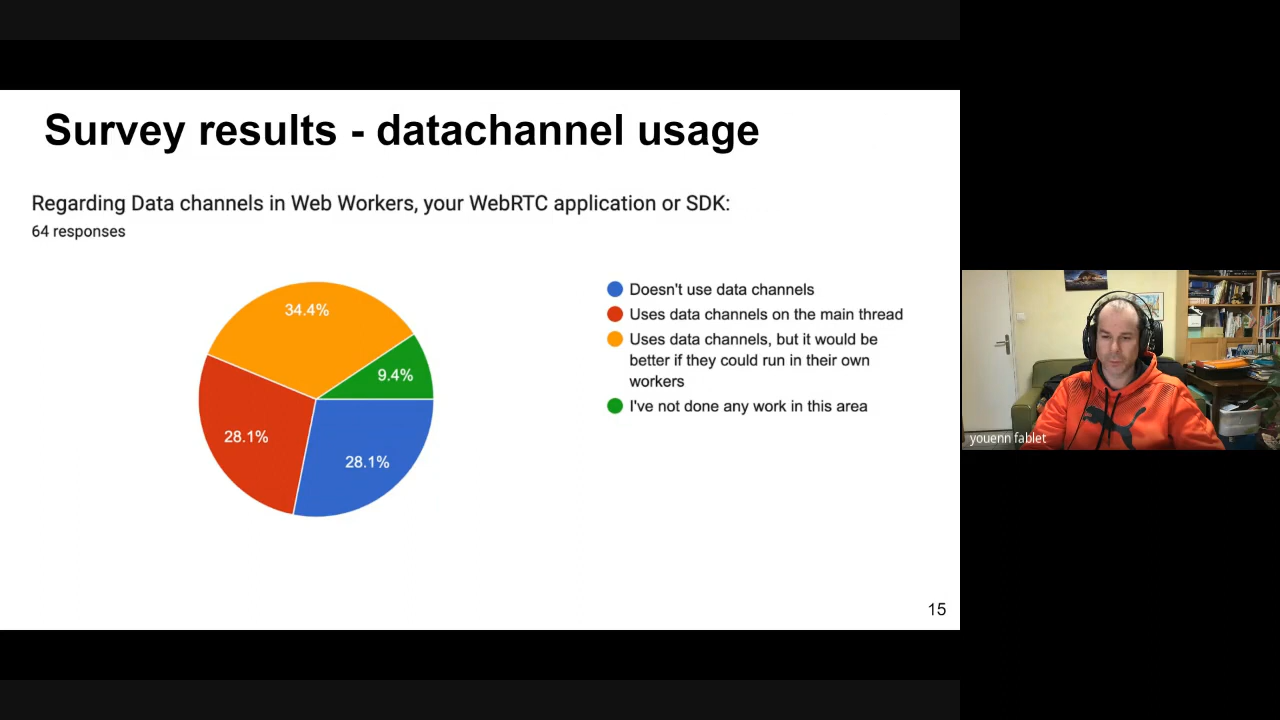 Survey results - datachannel usage
Regarding Data channels in Web Workers, your WebRTC application or SDK:
64 responses
34.4%
9.4%
28.1%
28.1%
Doesn't use data channels
Uses data channels on the main thread
Uses data channels, but it would be
better if they could run in their own
workers
I've not done any work in this area
15
youenn fablet